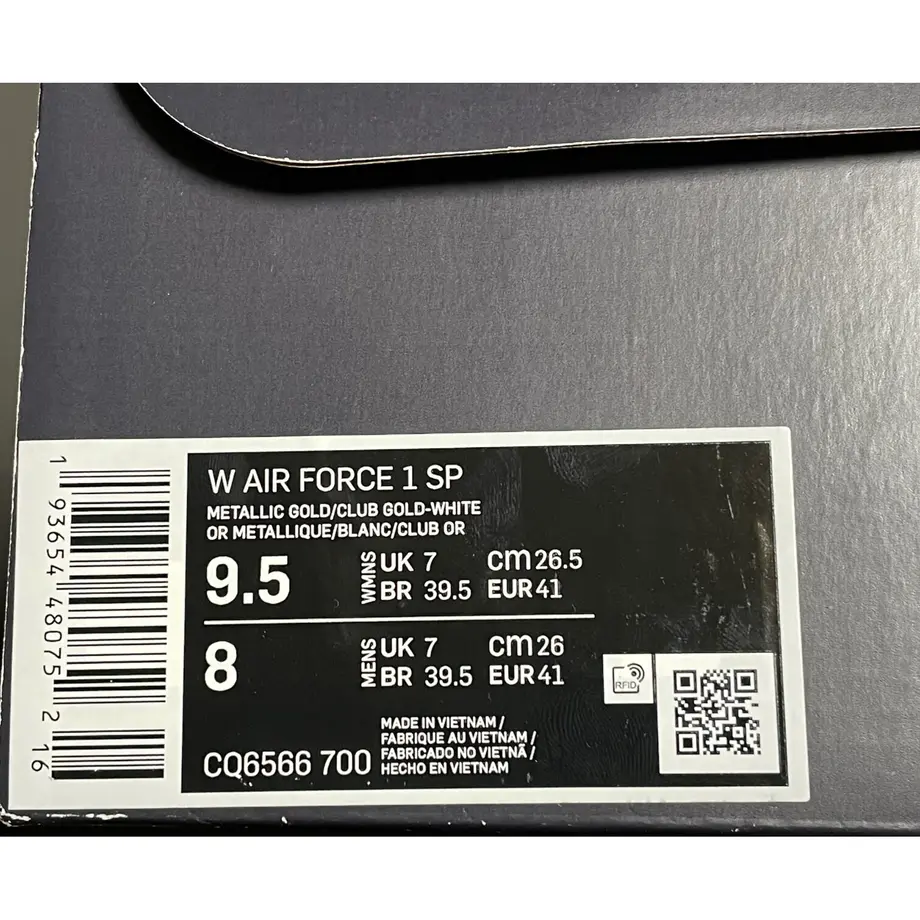 W AIR FORCE 1 SP
METALLIC GOLD/CLUB GOLD-WHITE
OR METALLIQUE/BLANC/CLUB OR
9.5 WMNS UK 7 cm 26.5
BR 39.5 EUR 41
8 MENS UK 7 cm 26
BR 39.5 EUR 41
RFID
MADE IN VIETNAM /
FABRIQUE AU VIETNAM /
FABRICADO NO VIETNÃ /
HECHO EN VIETNAM
CQ6566 700
1 93654 48075 2 16